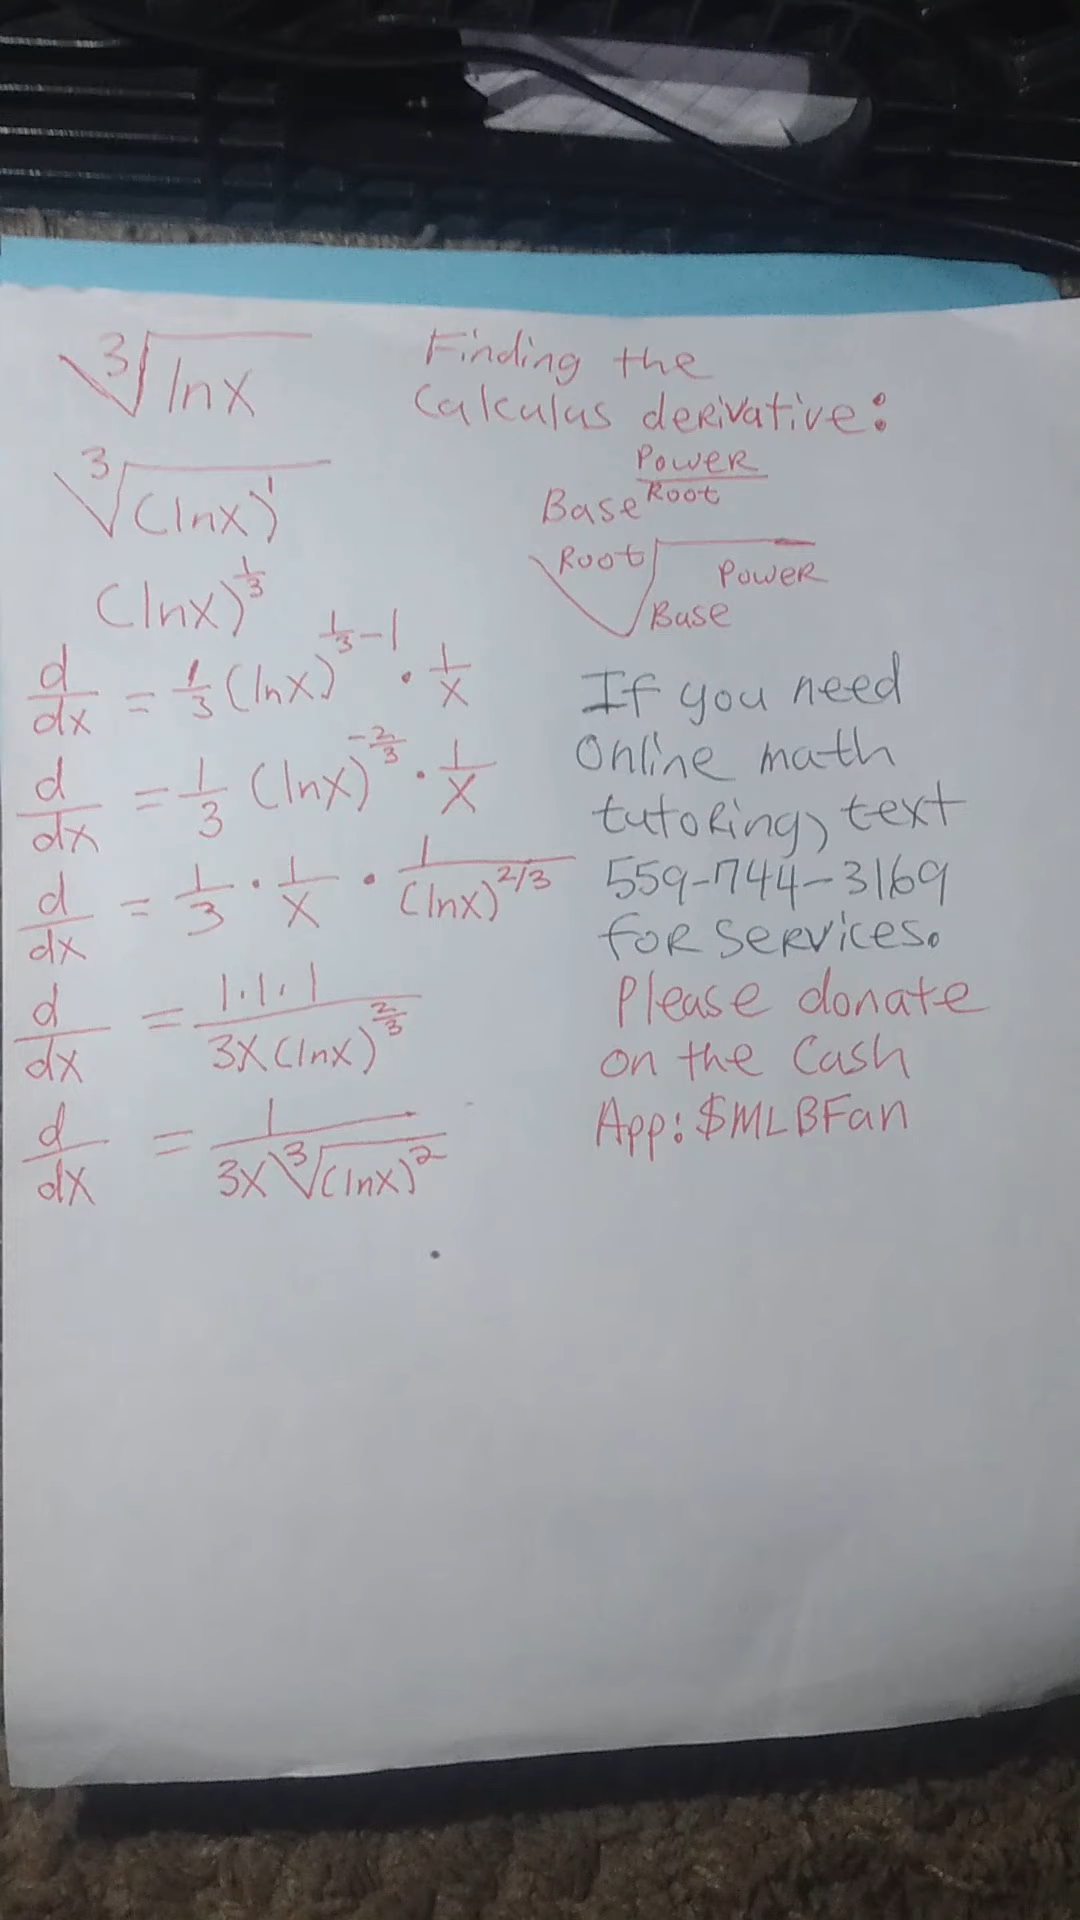 ∛lnx
∛(lnx)¹
(lnx)^1/3
d/dx = 1/3 (lnx)^1/3-1 · 1/x
d/dx = 1/3 (lnx)^-2/3 · 1/x
d/dx = 1/3 · 1/x · 1/(lnx)^2/3
d/dx = 1·1·1/3x(lnx)^2/3
d/dx = 1/3x∛(lnx)²
Finding the
Calculus derivative:
Base^Power/Root
Root√Base Power
If you need
Online math
tutoring, text
559-744-3169
for services.
Please donate
on the Cash
App: $MLBFan